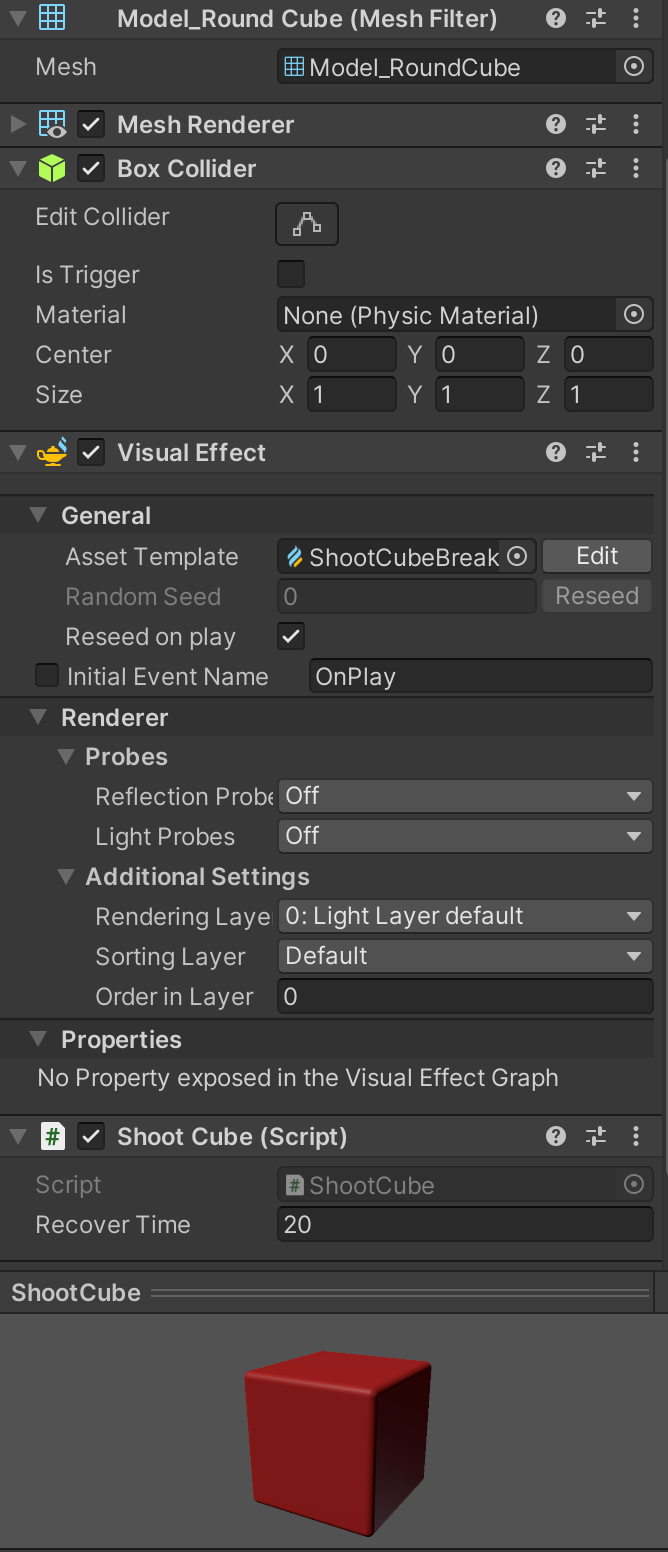 Model_Round Cube (Mesh Filter)
Mesh Model_RoundCube
Mesh Renderer
Box Collider
Edit Collider
Is Trigger
Material None (Physic Material)
Center X 0 Y 0 Z 0
Size X 1 Y 1 Z 1
Visual Effect
General
Asset Template ShootCubeBreak Edit
Random Seed 0 Reseed
Reseed on play
Initial Event Name OnPlay
Renderer
Probes
Reflection Probe Off
Light Probes Off
Additional Settings
Rendering Laye 0: Light Layer default
Sorting Layer Default
Order in Layer 0
Properties
No Property exposed in the Visual Effect Graph
# Shoot Cube (Script)
Script # ShootCube
Recover Time 20
ShootCube